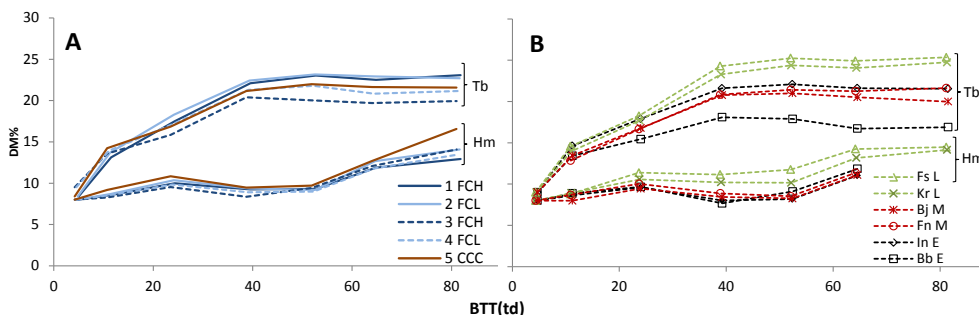 A
B
30
25
20
15
10
5
0
DM%
Tb
Hm
1 FCH
2 FCL
3 FCH
4 FCL
5 CCC
Tb
Hm
Fs L
Kr L
Bj M
Fn M
In E
Bb E
0 20 40 60 80
0 20 40 60 80
BTT(td)